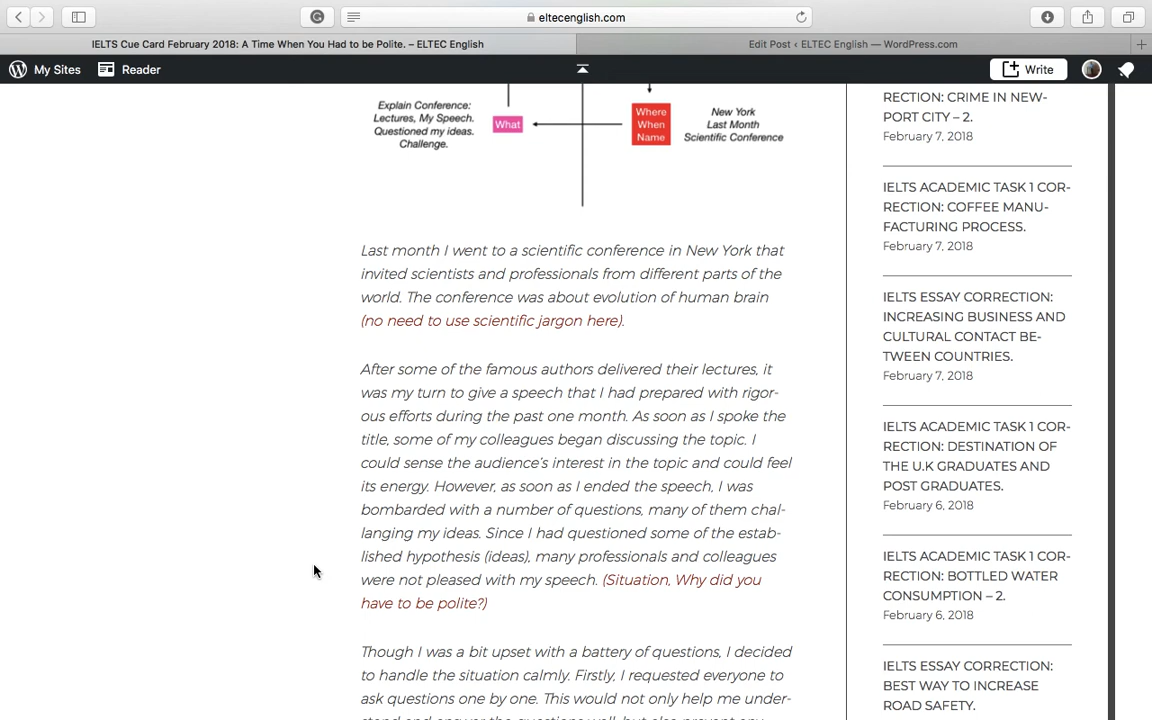 eltecenglish.com
IELTS Cue Card February 2018: A Time When You Had to be Polite. – ELTEC English
Edit Post ‹ ELTEC English — WordPress.com
My Sites
Reader
Write
Explain Conference:
Lectures, My Speech.
Questioned my ideas.
Challenge.
What
Where
When
Name
New York
Last Month
Scientific Conference
Last month I went to a scientific conference in New York that
invited scientists and professionals from different parts of the
world. The conference was about evolution of human brain
(no need to use scientific jargon here).
After some of the famous authors delivered their lectures, it
was my turn to give a speech that I had prepared with rigor-
ous efforts during the past one month. As soon as I spoke the
title, some of my colleagues began discussing the topic. I
could sense the audience's interest in the topic and could feel
its energy. However, as soon as I ended the speech, I was
bombarded with a number of questions, many of them chal-
langing my ideas. Since I had questioned some of the estab-
lished hypothesis (ideas), many professionals and colleagues
were not pleased with my speech. (Situation, Why did you
have to be polite?)
Though I was a bit upset with a battery of questions, I decided
to handle the situation calmly. Firstly, I requested everyone to
ask questions one by one. This would not only help me under-
stand and answer the questions well, but also prevent any
RECTION: CRIME IN NEW-
PORT CITY – 2.
February 7, 2018
IELTS ACADEMIC TASK 1 COR-
RECTION: COFFEE MANU-
FACTURING PROCESS.
February 7, 2018
IELTS ESSAY CORRECTION:
INCREASING BUSINESS AND
CULTURAL CONTACT BE-
TWEEN COUNTRIES.
February 7, 2018
IELTS ACADEMIC TASK 1 COR-
RECTION: DESTINATION OF
THE U.K GRADUATES AND
POST GRADUATES.
February 6, 2018
IELTS ACADEMIC TASK 1 COR-
RECTION: BOTTLED WATER
CONSUMPTION – 2.
February 6, 2018
IELTS ESSAY CORRECTION:
BEST WAY TO INCREASE
ROAD SAFETY.